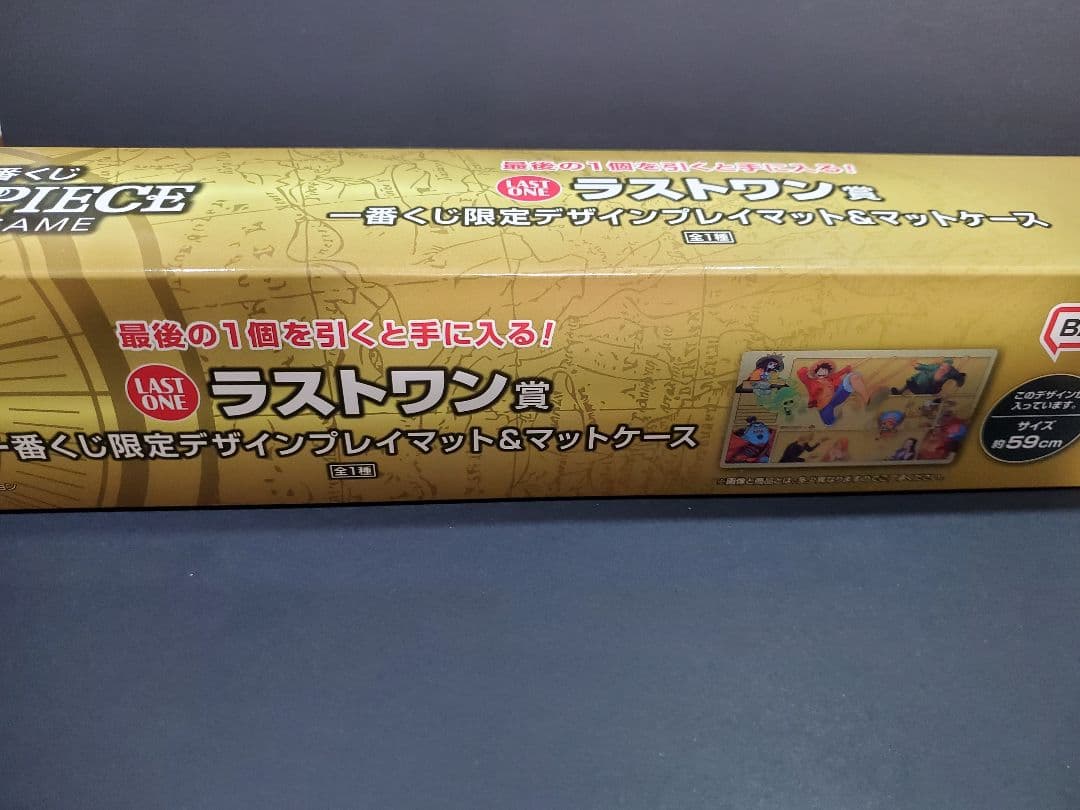 番くじ
PIECE
GAME
最後の1個を引くと手に入る!
LAST
ONE
ラストワン賞
一番くじ限定デザインプレイマット&マットケース
全1種
最後の1個を引くと手に入る!
LAST
ONE
ラストワン賞
一番くじ限定デザインプレイマット&マットケース
全1種
このデザインが
入っています。
サイズ
約59cm